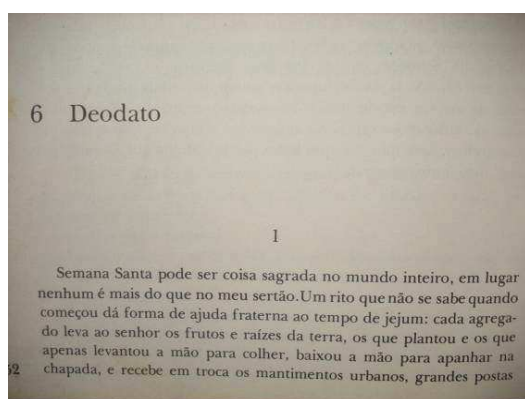 6 Deodato
1
Semana Santa pode ser coisa sagrada no mundo inteiro, em lugar
nenhum é mais do que no meu sertão.Um rito que não se sabe quando
começou dá forma de ajuda fraterna ao tempo de jejum: cada agrega-
do leva ao senhor os frutos e raízes da terra, os que plantou e os que
apenas levantou a mão para colher, baixou a mão para apanhar na
chapada, e recebe em troca os mantimentos urbanos, grandes postas